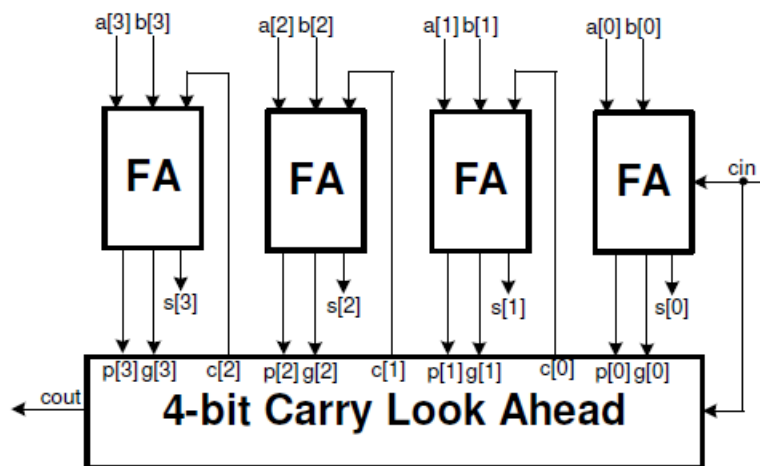 a[3] b[3] a[2] b[2] a[1] b[1] a[0] b[0]
FA FA FA FA
cin
s[3] s[2] s[1] s[0]
p[3] g[3] c[2] p[2] g[2] c[1] p[1] g[1] c[0] p[0] g[0]
cout
4-bit Carry Look Ahead